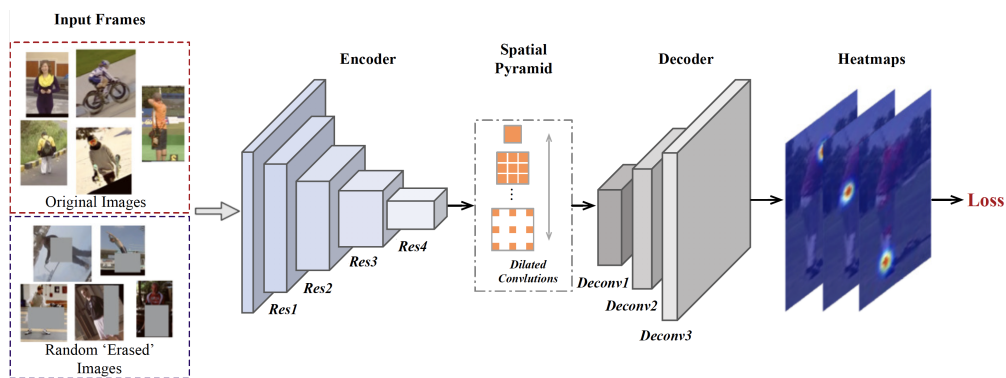 Input Frames
Original Images
Random ‘Erased’
Images
Encoder
Res1
Res2
Res3
Res4
Spatial
Pyramid
Dilated
Convlutions
Decoder
Deconv1
Deconv2
Deconv3
Heatmaps
Loss